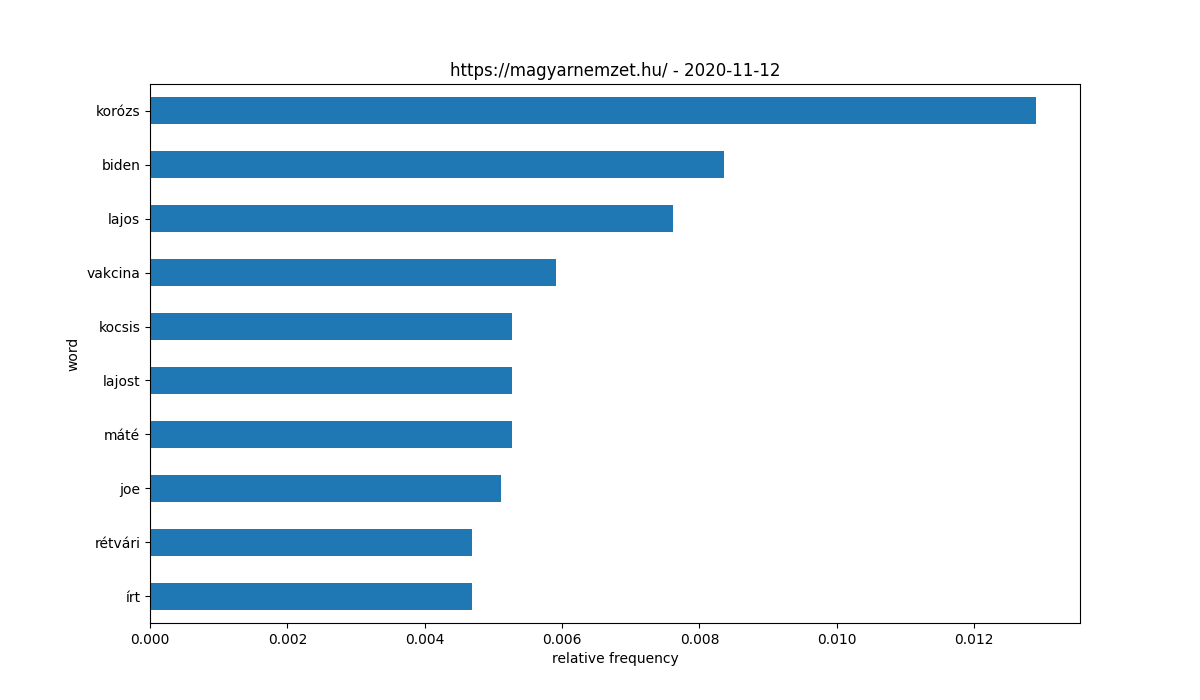 https://magyarnemzet.hu/ - 2020-11-12
korózs
biden
lajos
vakcina
kocsis
lajost
máté
joe
rétvári
írt
word
0.000 0.002 0.004 0.006 0.008 0.010 0.012
relative frequency